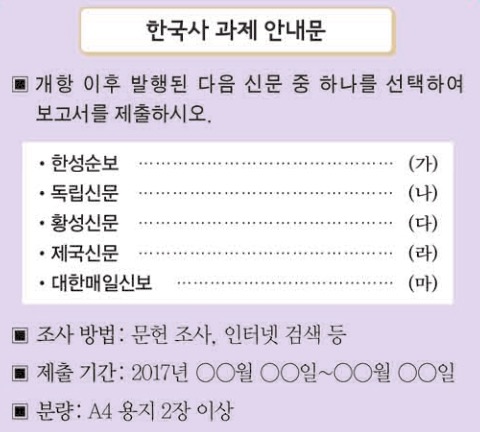 한국사 과제 안내문
▣ 개항 이후 발행된 다음 신문 중 하나를 선택하여
보고서를 제출하시오.
• 한성순보 ………………………………… (가)
• 독립신문 ………………………………… (나)
• 황성신문 ………………………………… (다)
• 제국신문 ………………………………… (라)
• 대한매일신보 …………………………… (마)
▣ 조사 방법: 문헌 조사, 인터넷 검색 등
▣ 제출 기간: 2017년 ○○월 ○○일~○○월 ○○일
▣ 분량: A4 용지 2장 이상